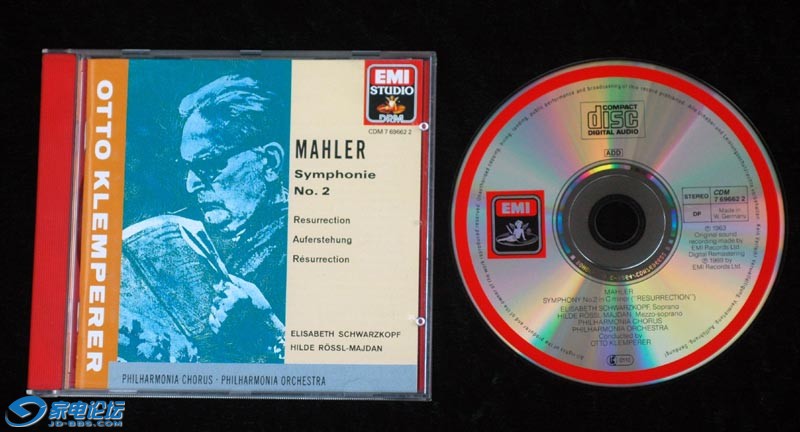 OTTO KLEMPERER
EMI
STUDIO
DRM
CDM 7 69662 2
MAHLER
Symphonie
No. 2
Resurrection
Auferstehung
Résurrection
ELISABETH SCHWARZKOPF
HILDE RÖSSL-MAJDAN
PHILHARMONIA CHORUS · PHILHARMONIA ORCHESTRA
COMPACT
disc
DIGITAL AUDIO
ADD
EMI
STEREO
CDM
7 69662 2
DP
Made in
W. Germany
℗ 1963
Original sound
recording made by
EMI Records Ltd.
Digital Remastering
℗ 1989 by
EMI Records Ltd.
MAHLER
SYMPHONY No.2 in C minor ("RESURRECTION")
ELISABETH SCHWARZKOPF, Soprano
HILDE RÖSSL-MAJDAN, Mezzo-soprano
PHILHARMONIA CHORUS
PHILHARMONIA ORCHESTRA
Conducted by
OTTO KLEMPERER
家电论坛
JD-BBS.COM